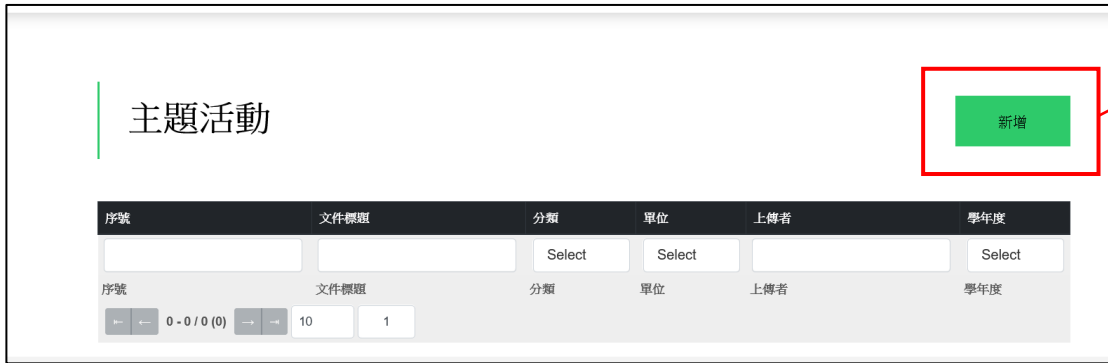 主題活動
新增
序號 文件標題 分類 單位 上傳者 學年度
Select Select Select
序號 文件標題 分類 單位 上傳者 學年度
⇤ ← 0 - 0 / 0 (0) → ⇥ 10 1